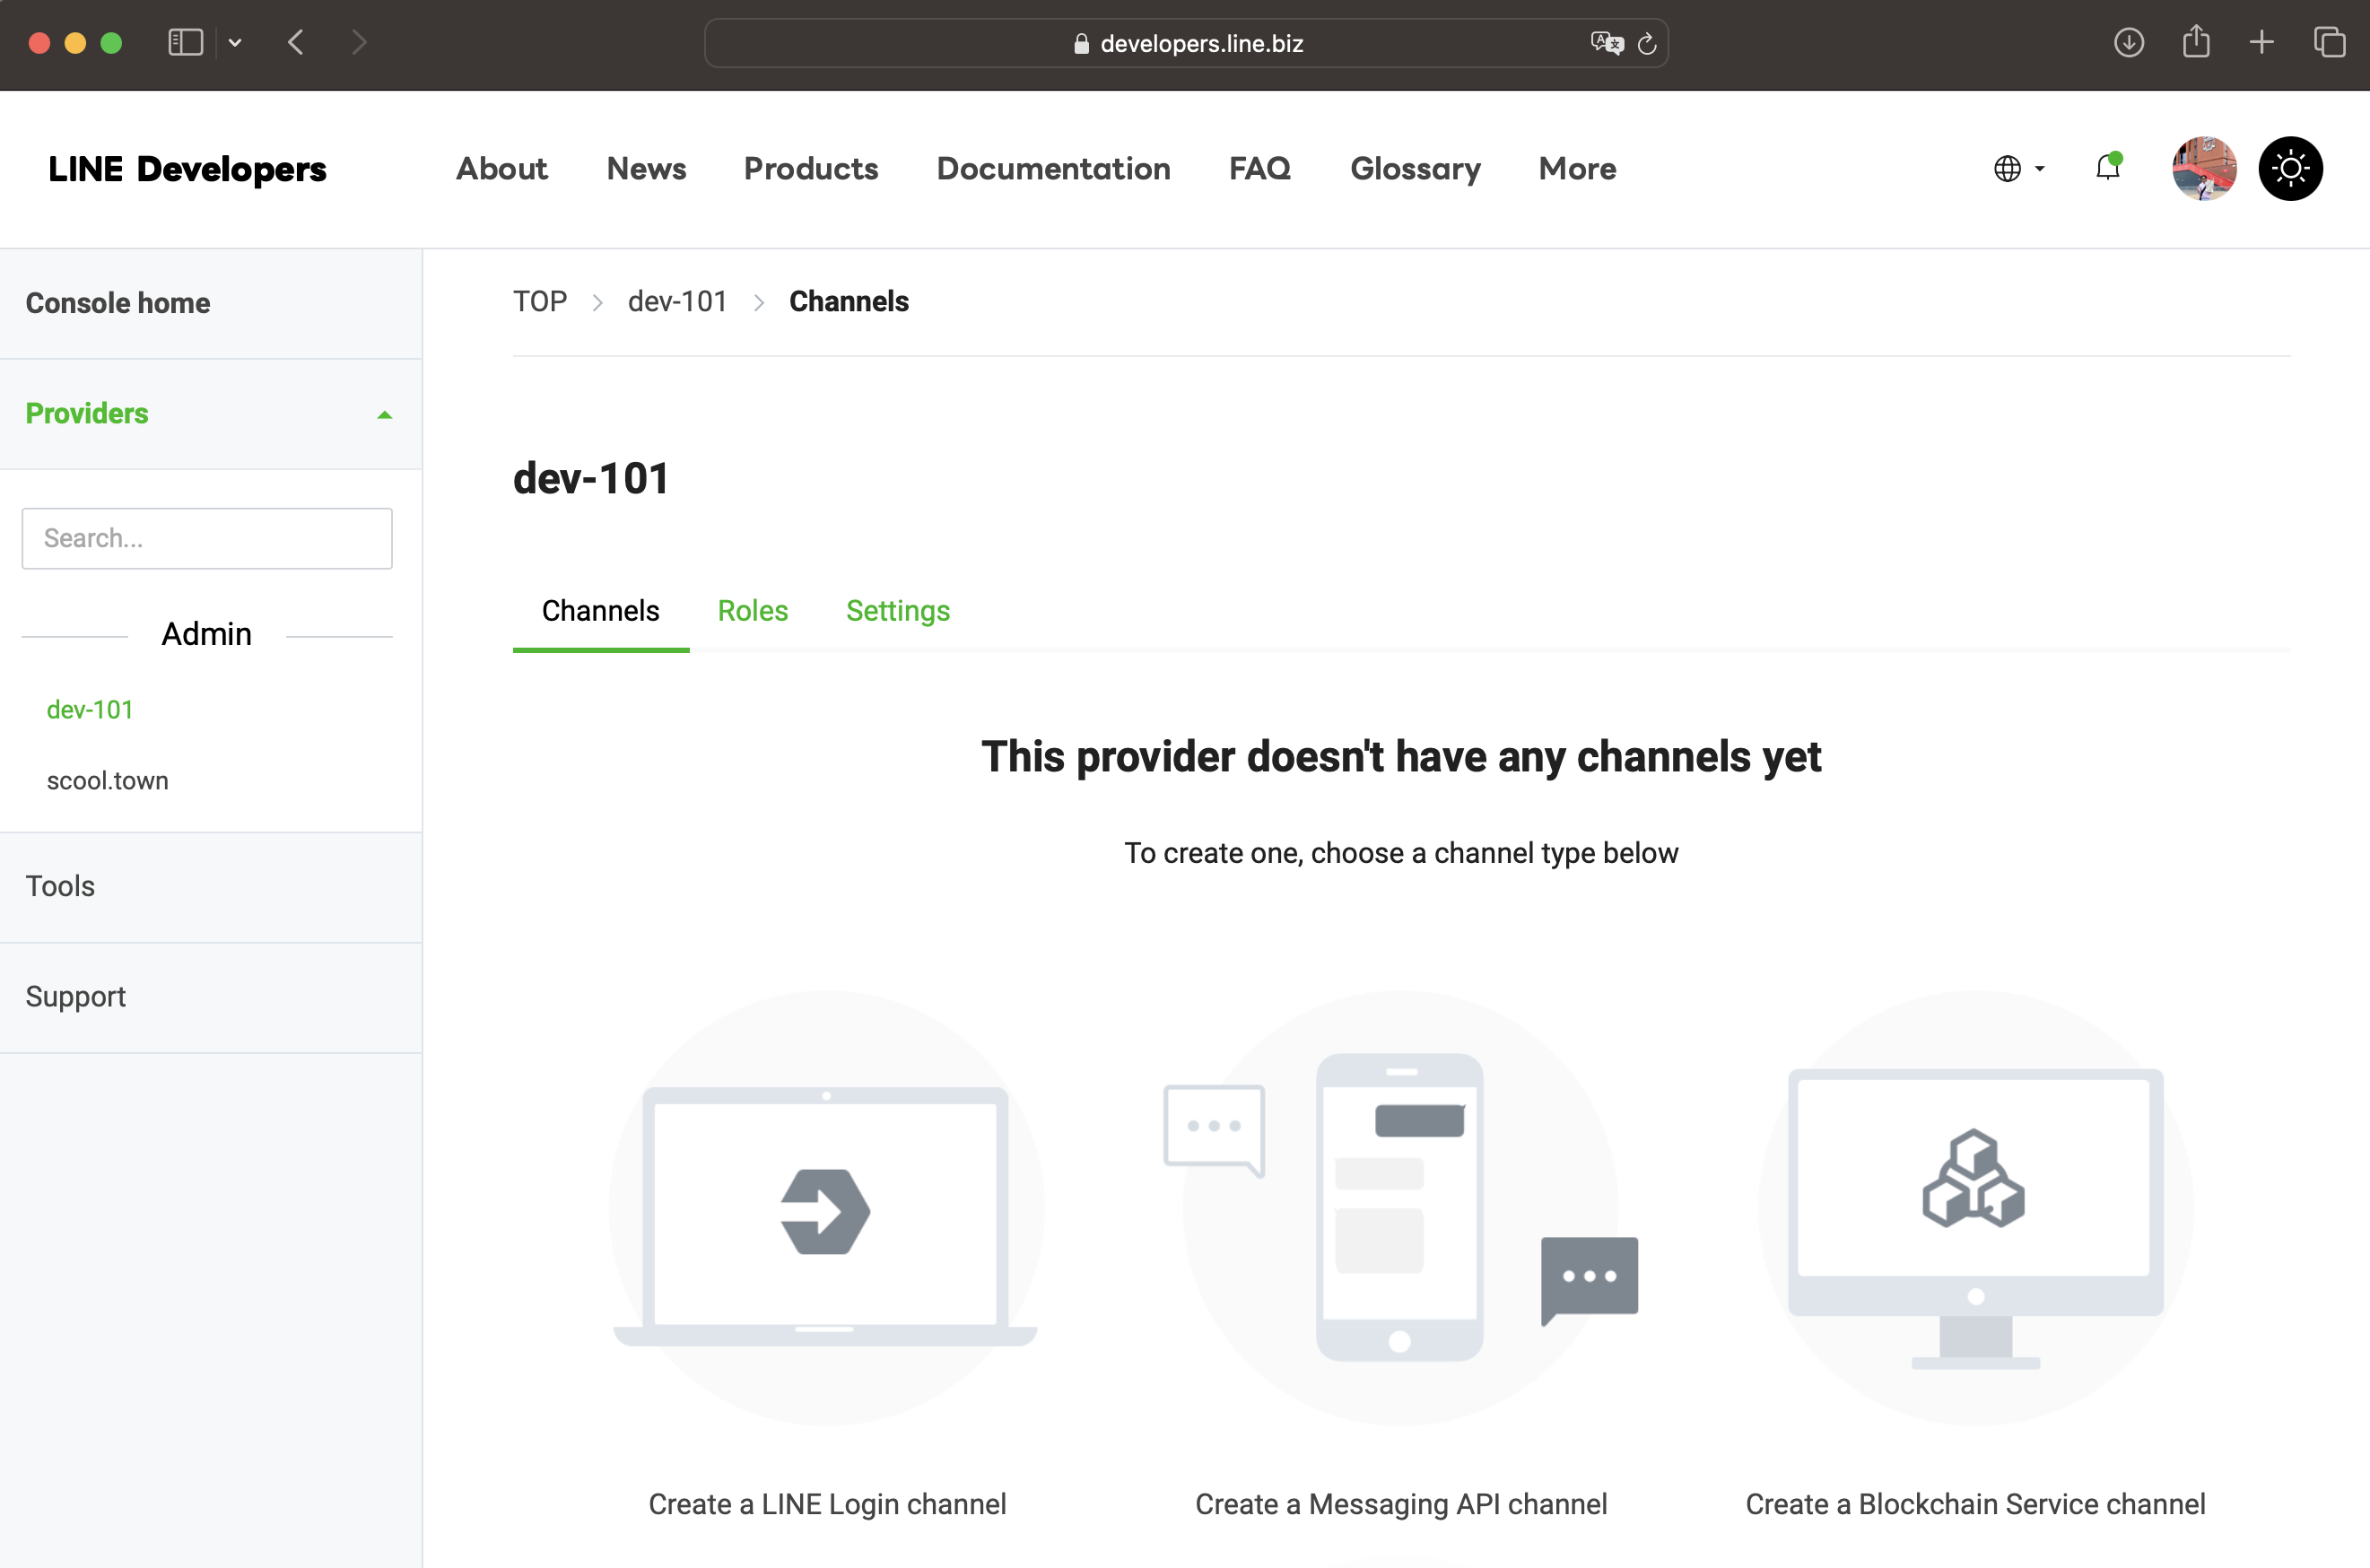 developers.line.biz
LINE Developers
About
News
Products
Documentation
FAQ
Glossary
More
Console home
Providers
Search...
Admin
dev-101
scool.town
Tools
Support
TOP > dev-101 > Channels
dev-101
Channels
Roles
Settings
This provider doesn't have any channels yet
To create one, choose a channel type below
Create a LINE Login channel
Create a Messaging API channel
Create a Blockchain Service channel